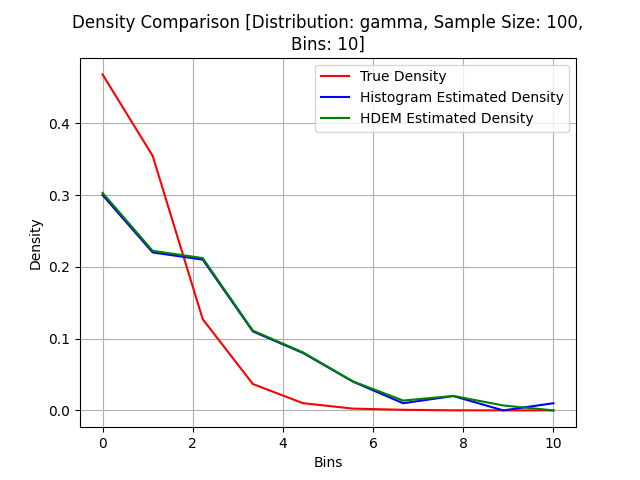 Density Comparison [Distribution: gamma, Sample Size: 100,
Bins: 10]
True Density
Histogram Estimated Density
HDEM Estimated Density
Density
0.4
0.3
0.2
0.1
0.0
0 2 4 6 8 10
Bins